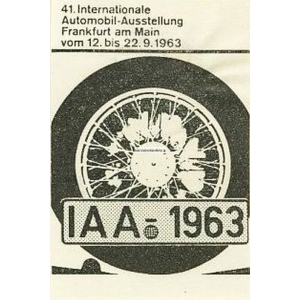 41. Internationale
Automobil-Ausstellung
Frankfurt am Main
vom 12. bis 22.9.1963
IAA-1963